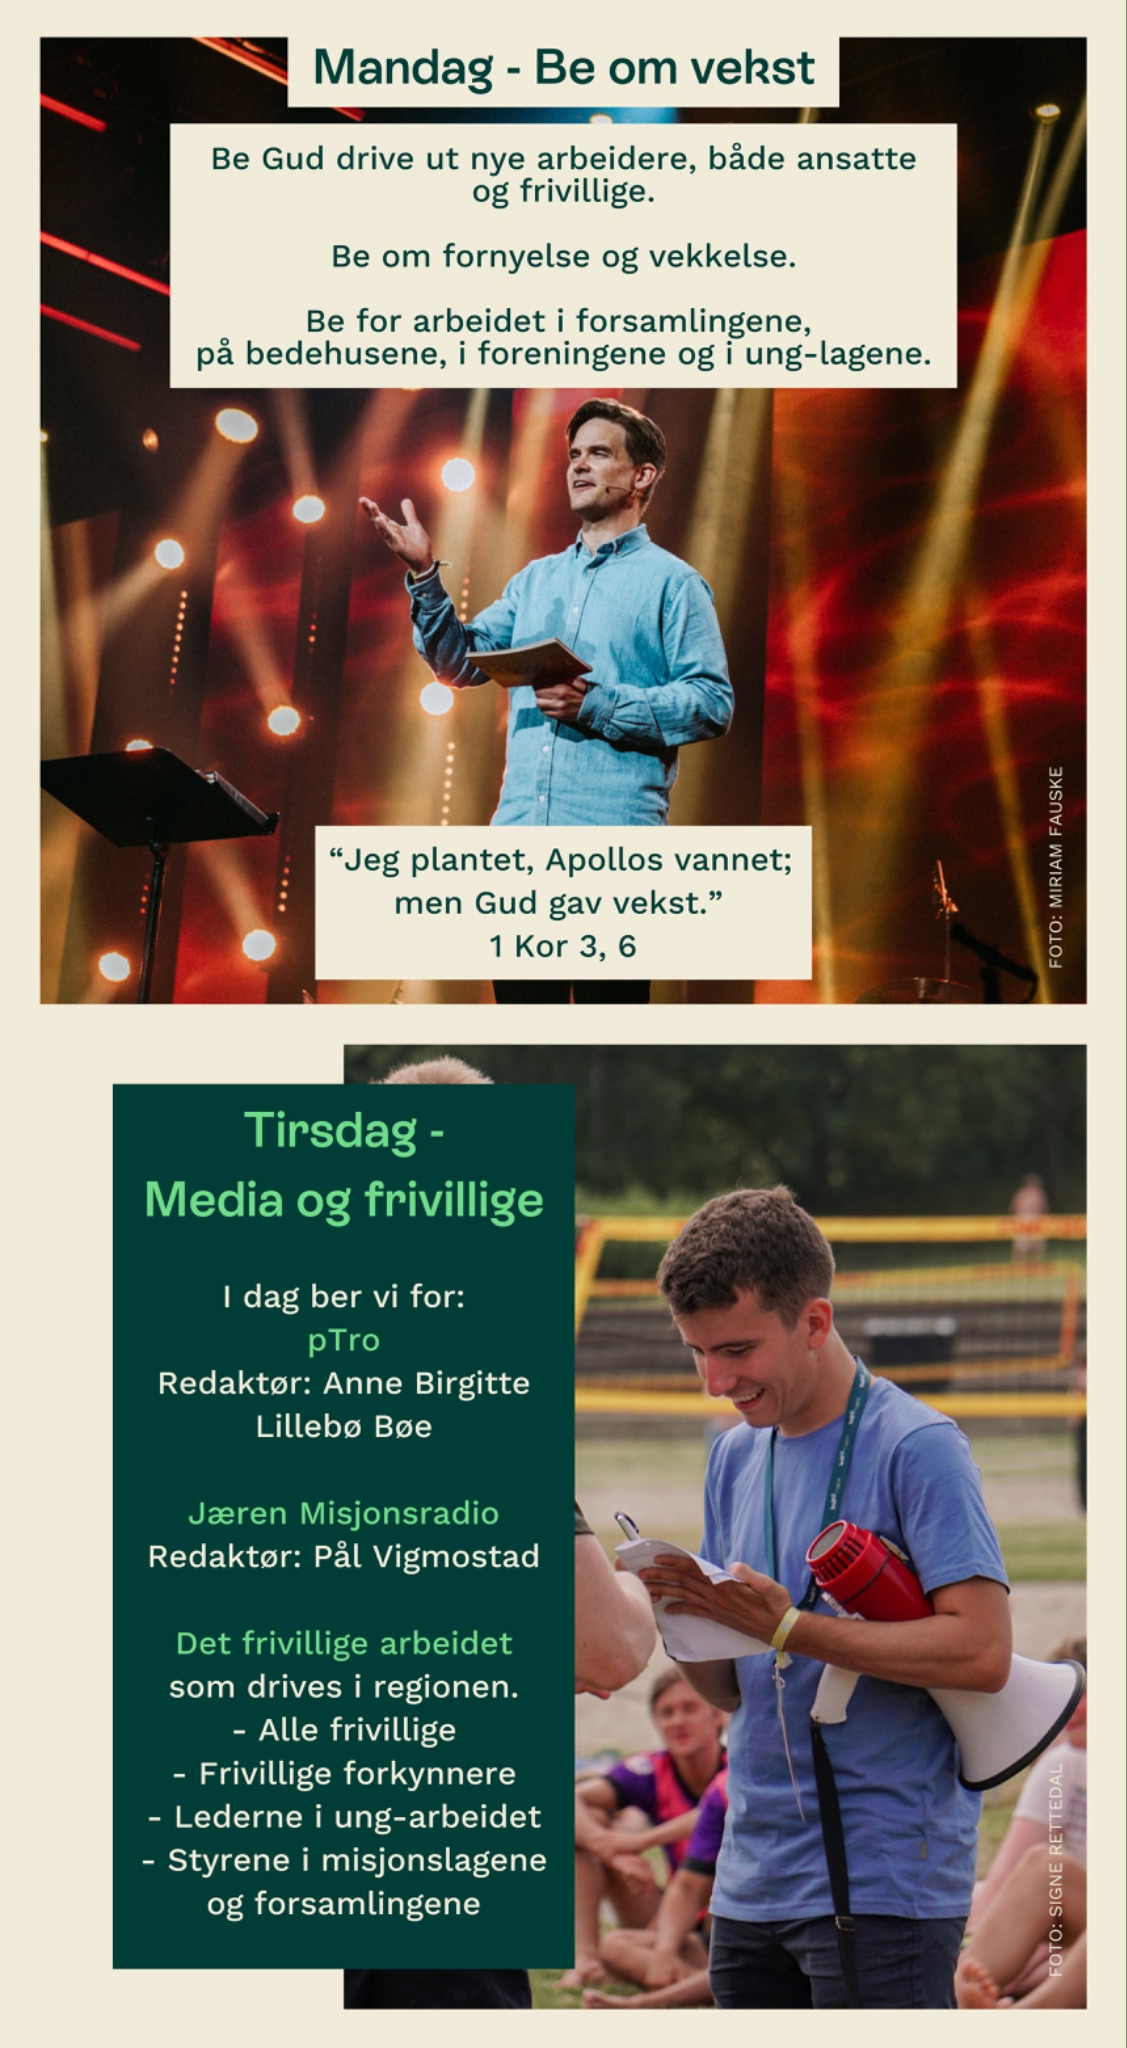 Mandag - Be om vekst
Be Gud drive ut nye arbeidere, både ansatte
og frivillige.
Be om fornyelse og vekkelse.
Be for arbeidet i forsamlingene,
på bedehusene, i foreningene og i ung-lagene.
“Jeg plantet, Apollos vannet;
men Gud gav vekst.”
1 Kor 3, 6
FOTO: MIRIAM FAUSKE
Tirsdag -
Media og frivillige
I dag ber vi for:
pTro
Redaktør: Anne Birgitte
Lillebø Bøe
Jæren Misjonsradio
Redaktør: Pål Vigmostad
Det frivillige arbeidet
som drives i regionen.
- Alle frivillige
- Frivillige forkynnere
- Lederne i ung-arbeidet
- Styrene i misjonslagene
og forsamlingene
FOTO: SIGNE RETTEDAL